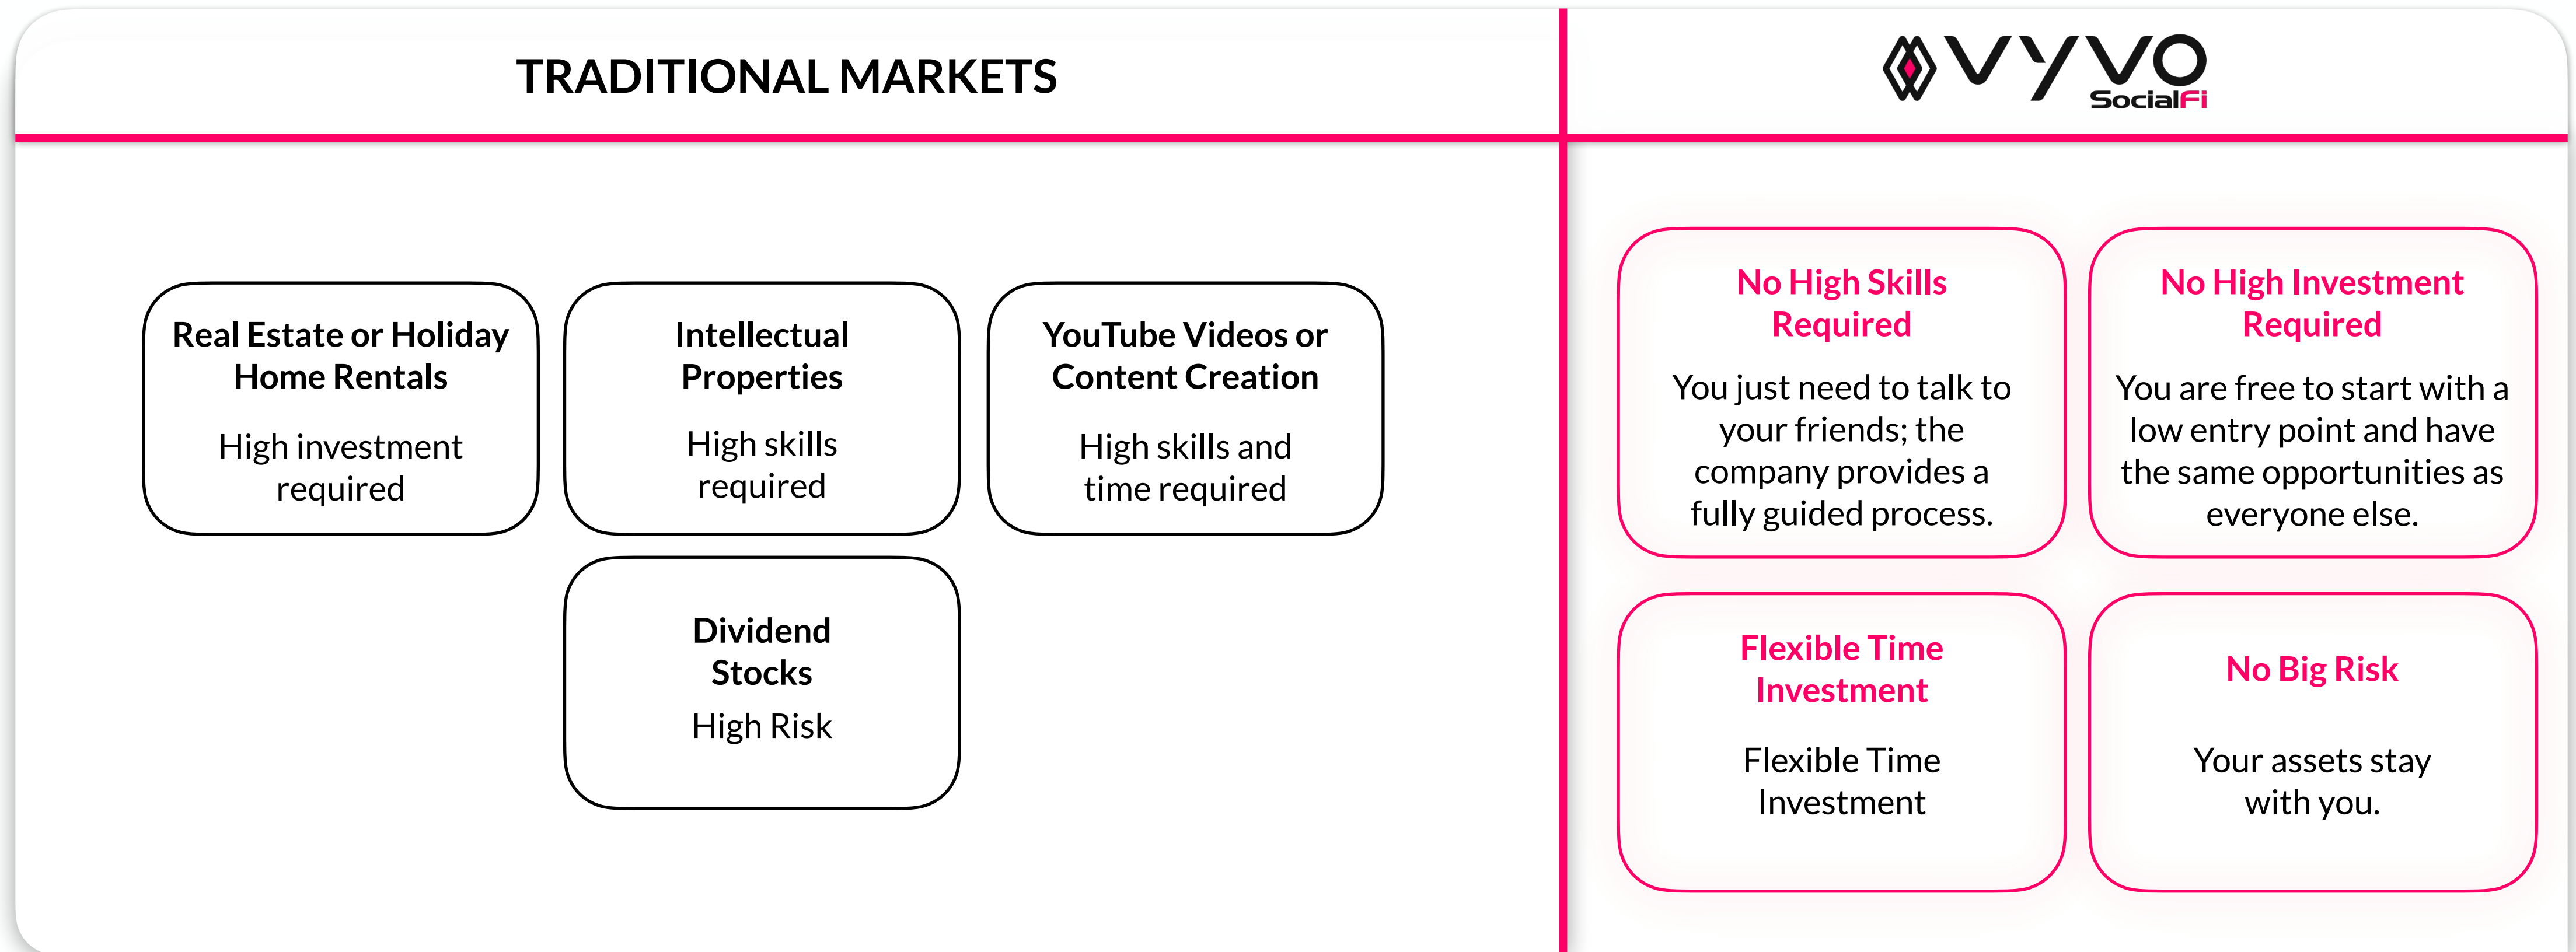 TRADITIONAL MARKETS
VYVO
SocialFi
Real Estate or Holiday
Home Rentals
High investment
required
Intellectual
Properties
High skills
required
YouTube Videos or
Content Creation
High skills and
time required
Dividend
Stocks
High Risk
No High Skills
Required
You just need to talk to
your friends; the
company provides a
fully guided process.
No High Investment
Required
You are free to start with a
low entry point and have
the same opportunities as
everyone else.
Flexible Time
Investment
Flexible Time
Investment
No Big Risk
Your assets stay
with you.